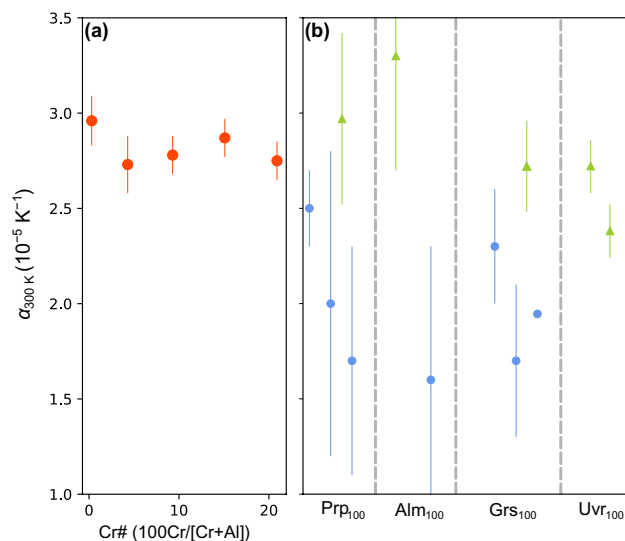 (a)
(b)
3.5
3.0
2.5
2.0
1.5
1.0
α300 K (10⁻⁵ K⁻¹)
0
10
20
Cr# (100Cr/[Cr+Al])
Prp100
Alm100
Grs100
Uvr100